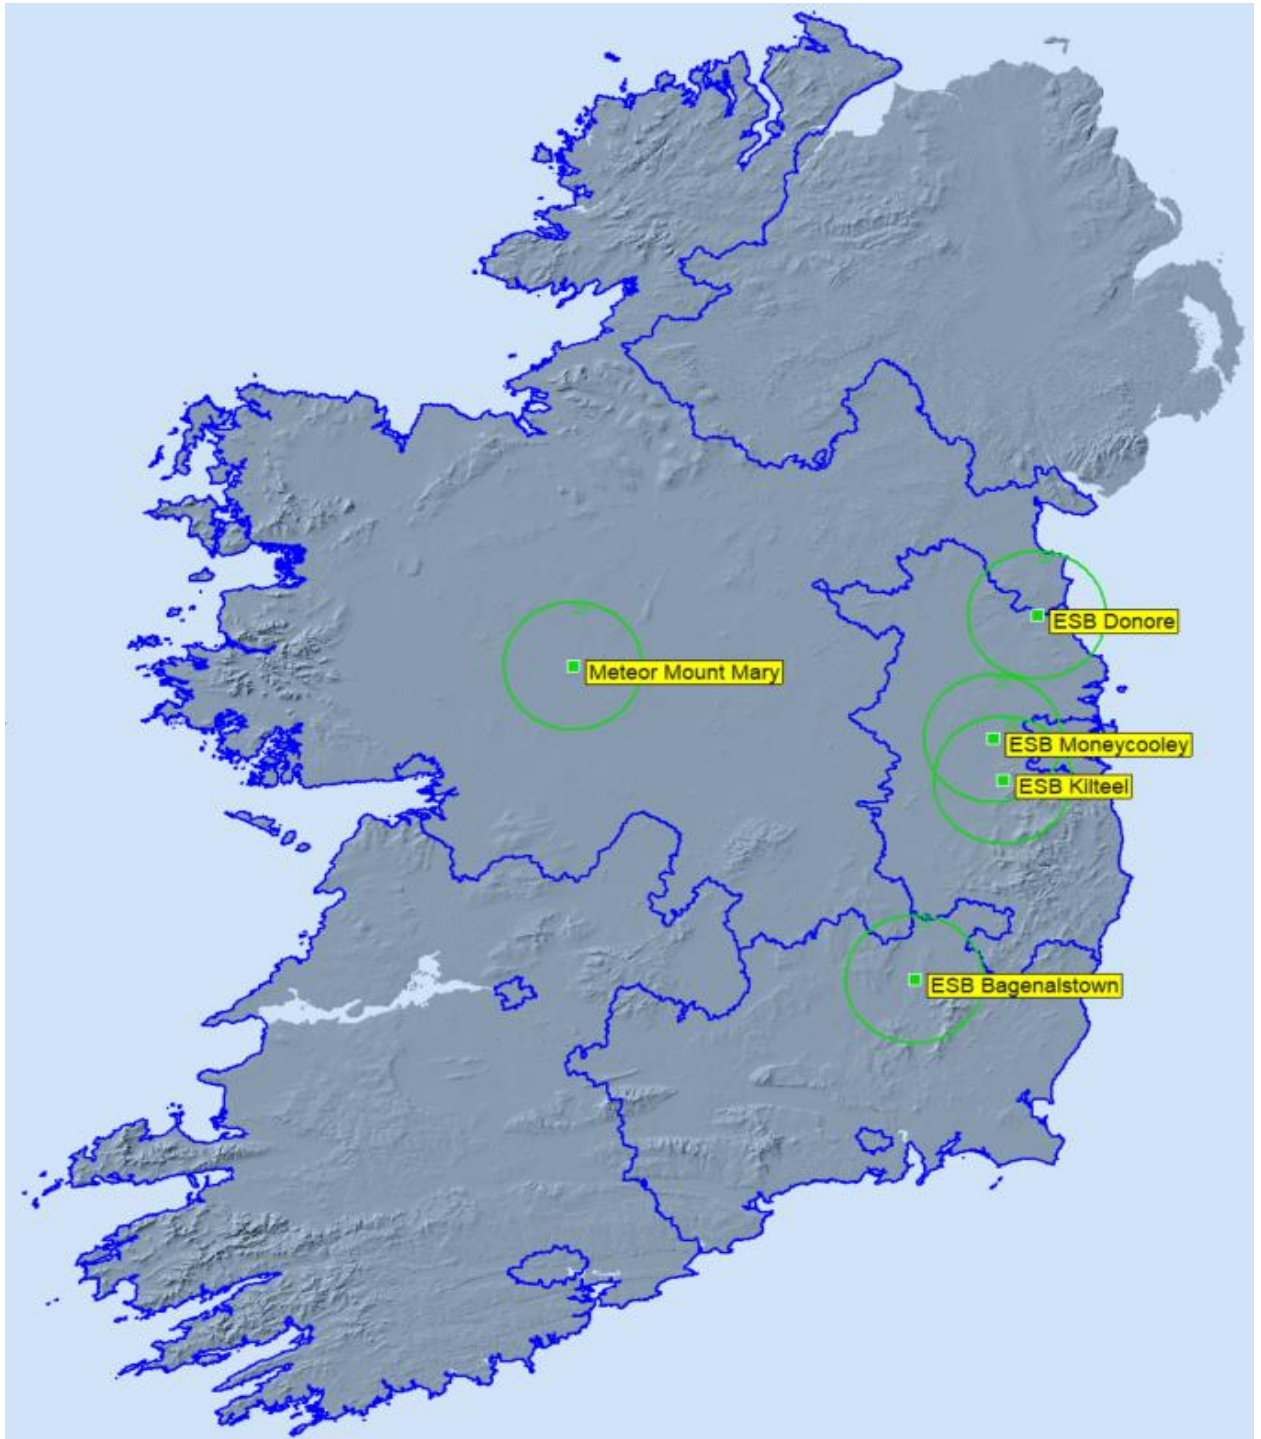 ESB Donore
Meteor Mount Mary
ESB Moneycooley
ESB Kilteel
ESB Bagenalstown